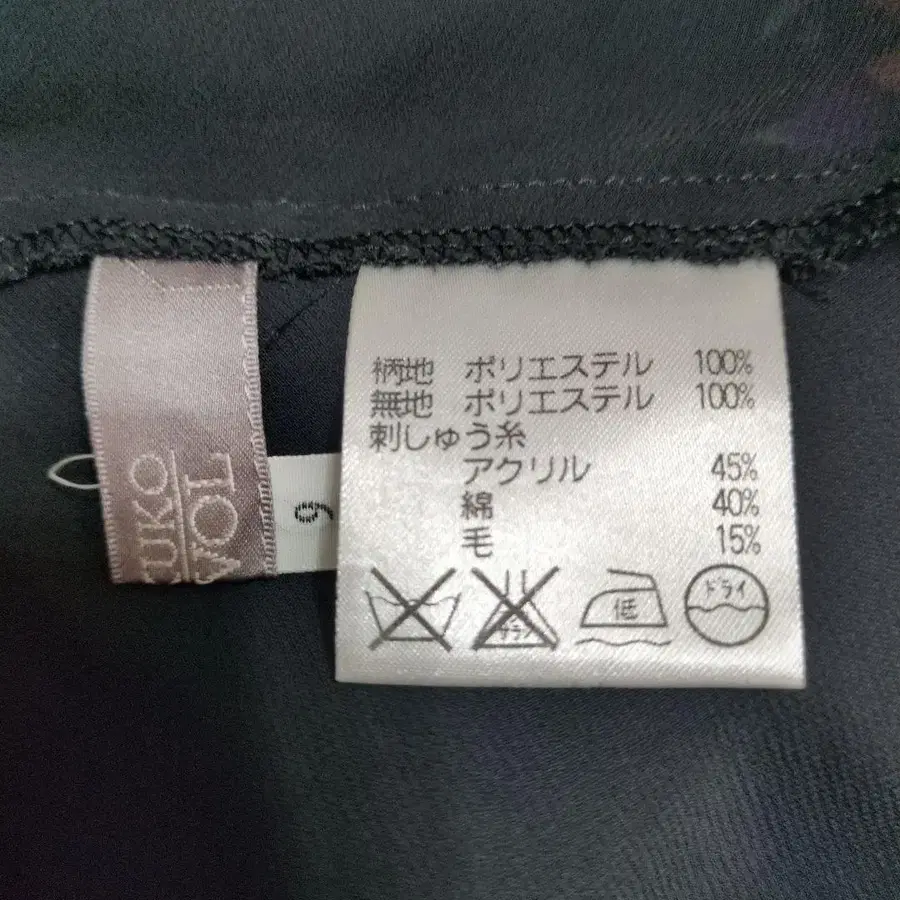 柄地 ポリエステル 100%
無地 ポリエステル 100%
刺しゅう糸
アクリル 45%
綿 40%
毛 15%
低
ドライ
9